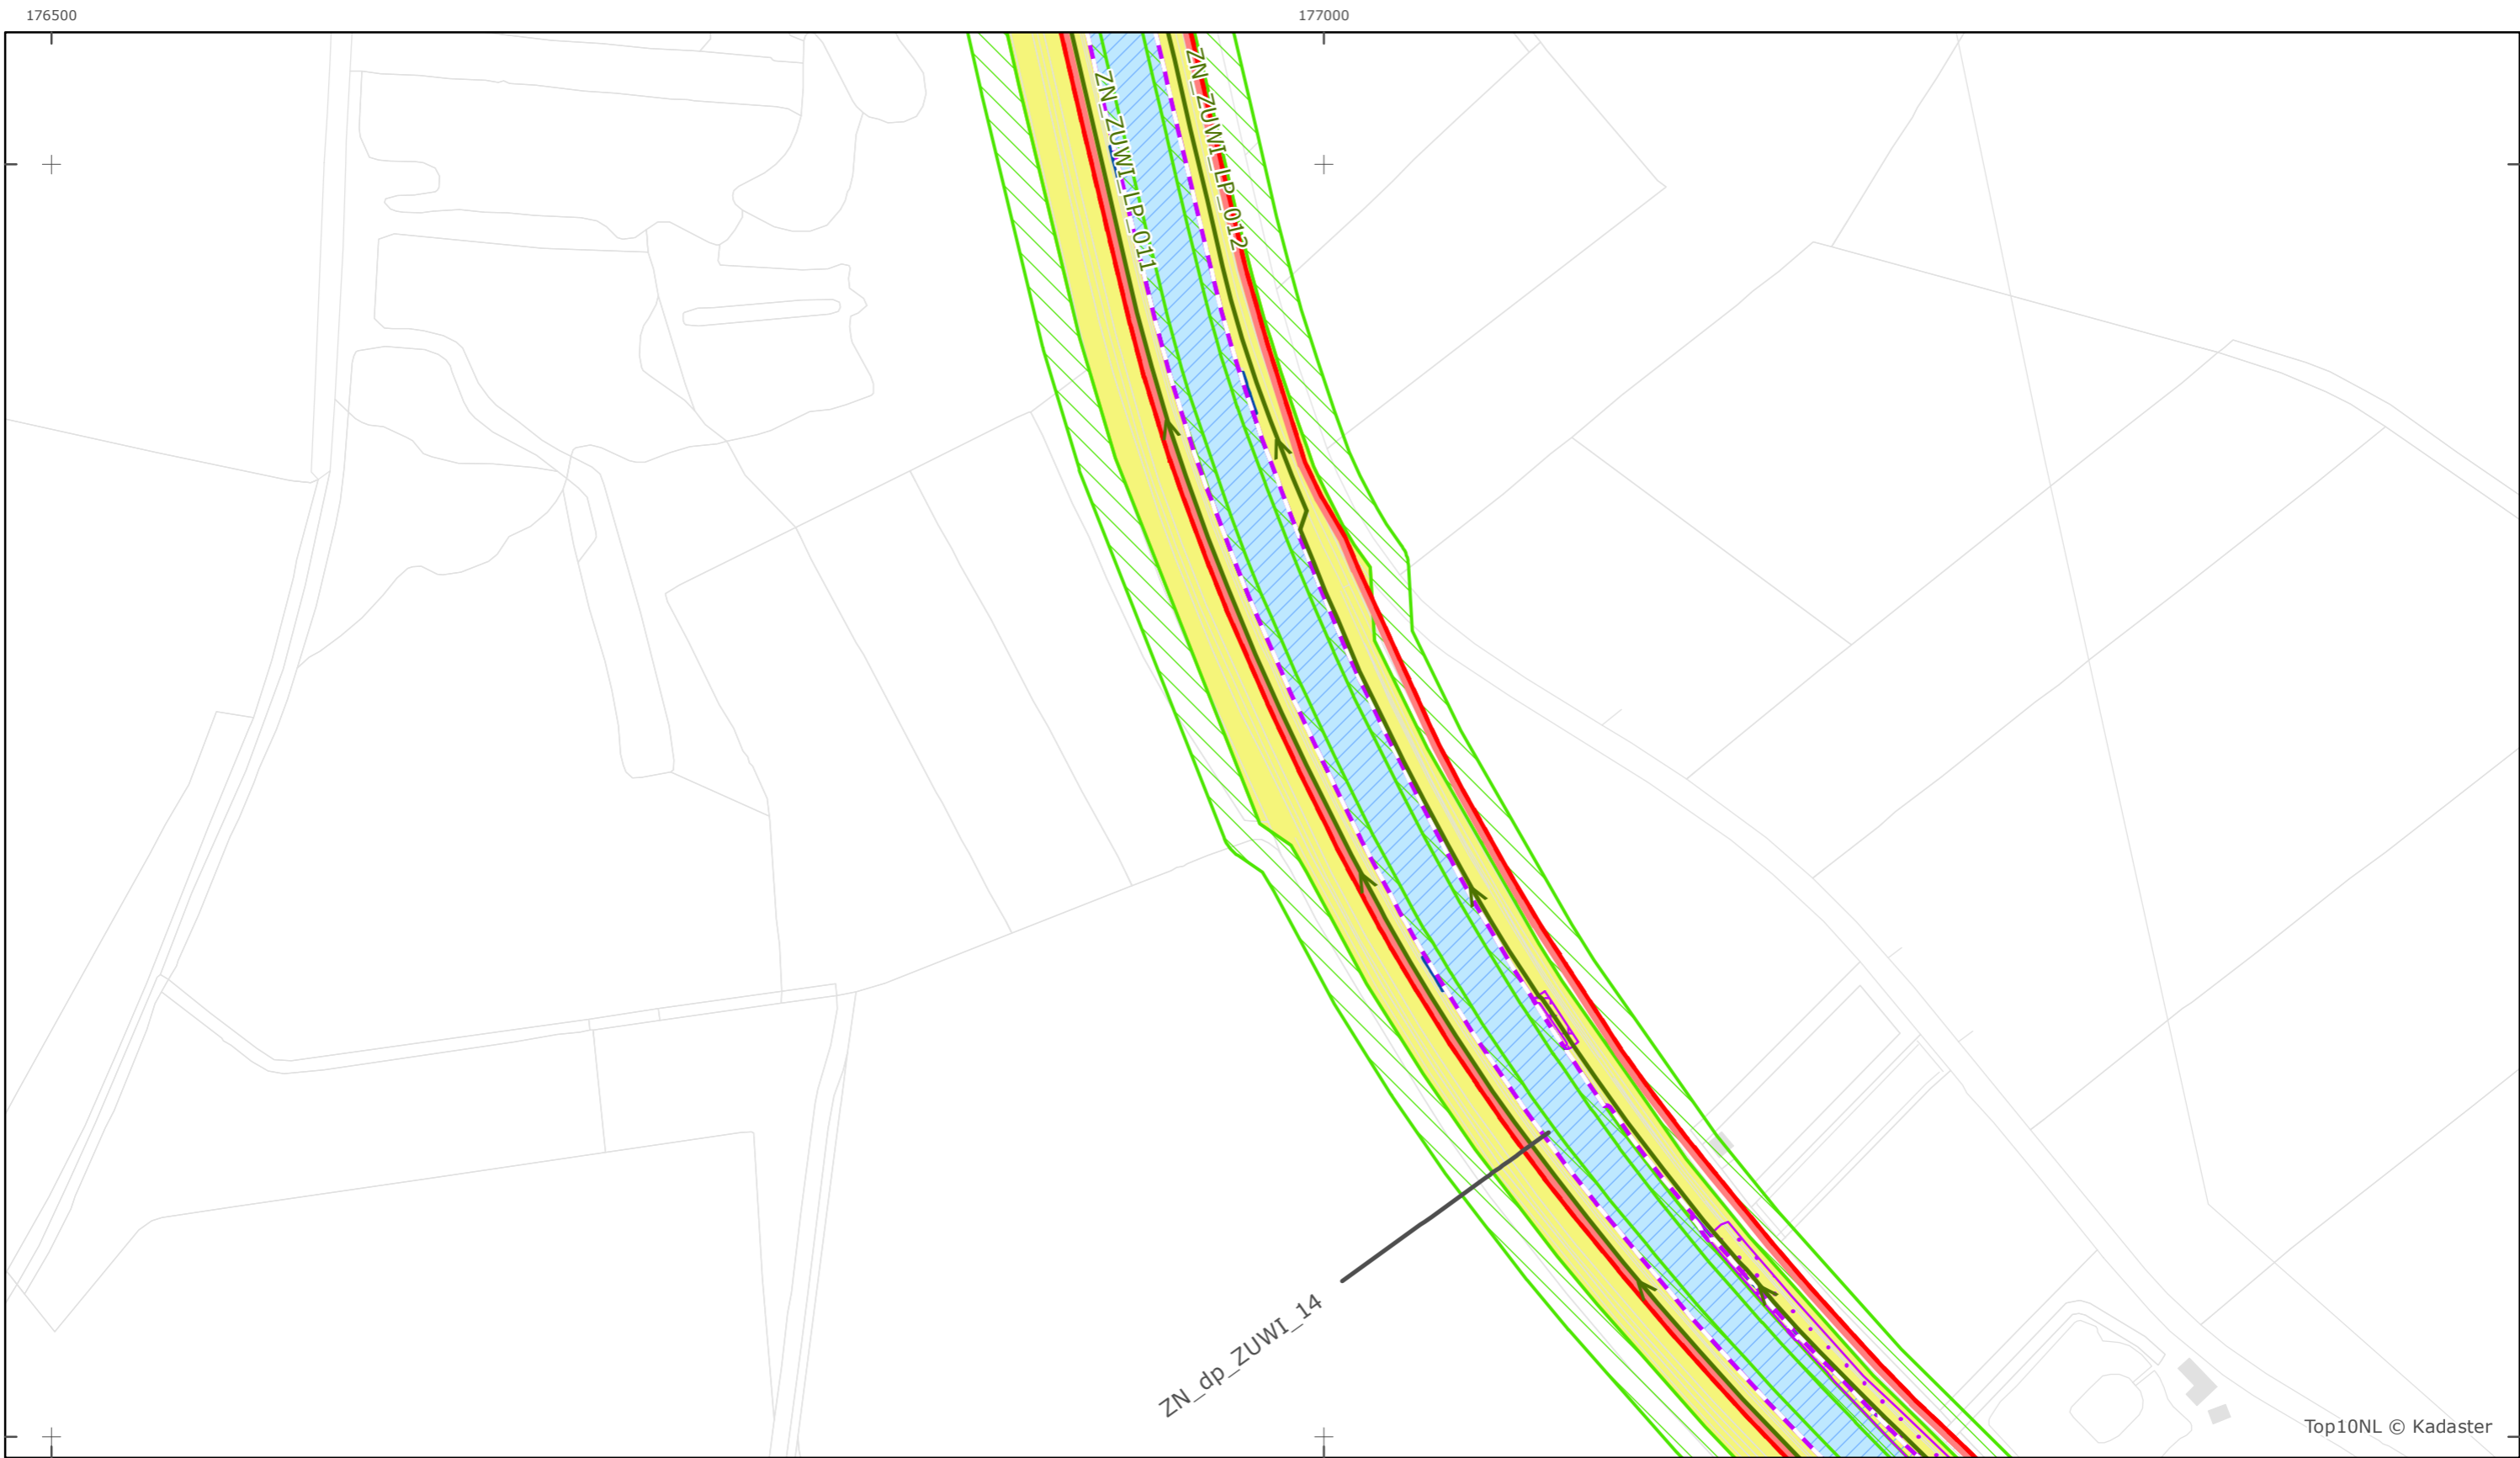 176500
177000
ZN_ZUWI_LP_011
ZN_ZUWI_LP_012
ZN_dp_ZUWI_14
Top10NL © Kadaster